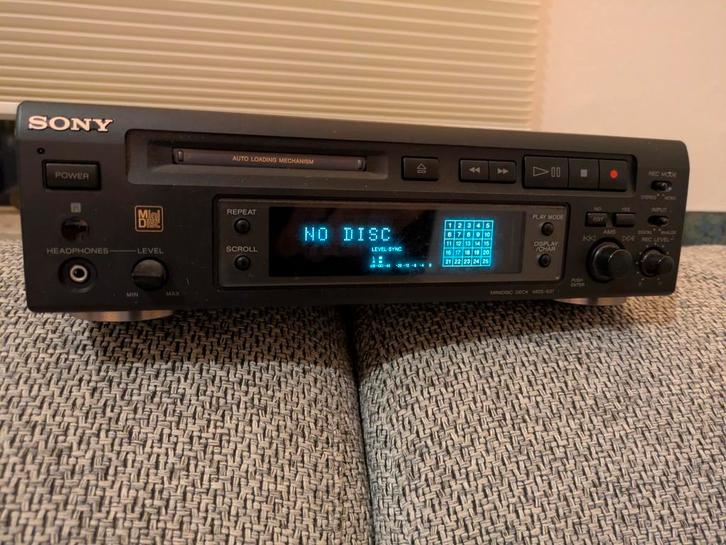 SONY
POWER
AUTO LOADING MECHANISM
REC MODE
STEREO
MONO
Mini
Disc
REPEAT
SCROLL
NO DISC
LEVEL-SYNC
1 2 3 4 5
6 7 8 9 10
11 12 13 14 15
16 17 18 19 20
21 22 23 24 25
PLAY MODE
DISPLAY
/CHAR
NO
YES
EDIT
INPUT
DIGITAL
ANALOG
AMS
REC LEVEL
PUSH
ENTER
HEADPHONES
LEVEL
MIN
MAX
MINIDISC DECK